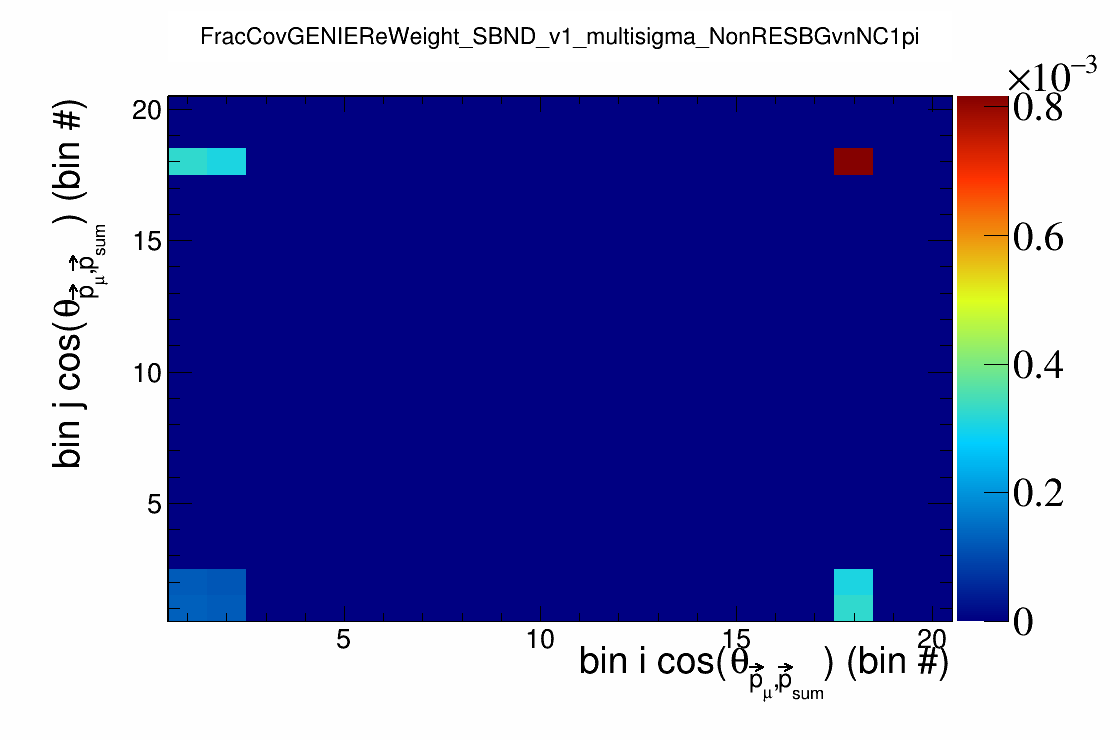 FracCovGENIEReWeight_SBND_v1_multisigma_NonRESBGvnNC1pi
×10⁻³
0.8
0.6
0.4
0.2
0
20
15
10
5
bin j cos(θ p⃗μ,p⃗sum) (bin #)
5 10 15 20
bin i cos(θ p⃗μ,p⃗sum) (bin #)